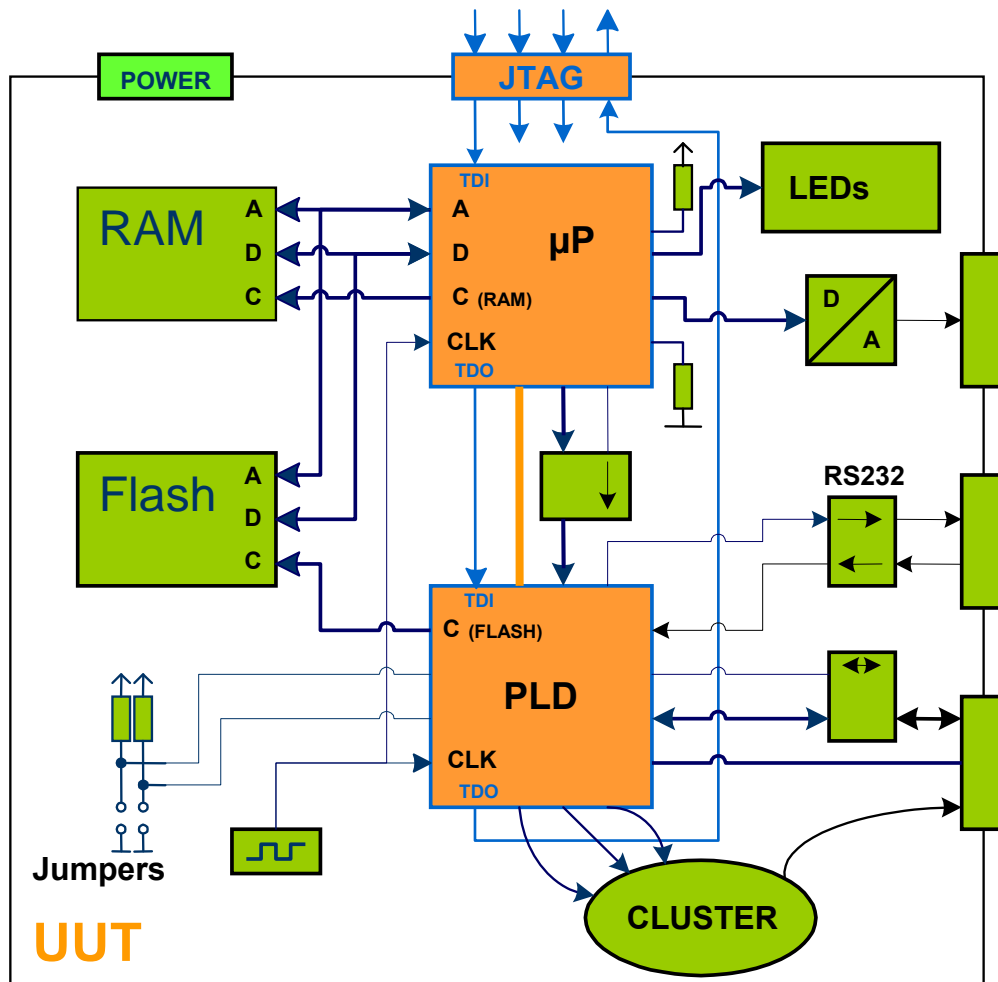 POWER
JTAG
TDI
RAM
A
D
C
A
D
C (RAM)
CLK
TDO
µP
LEDs
D
A
Flash
A
D
C
RS232
TDI
C (FLASH)
PLD
CLK
TDO
Jumpers
CLUSTER
UUT